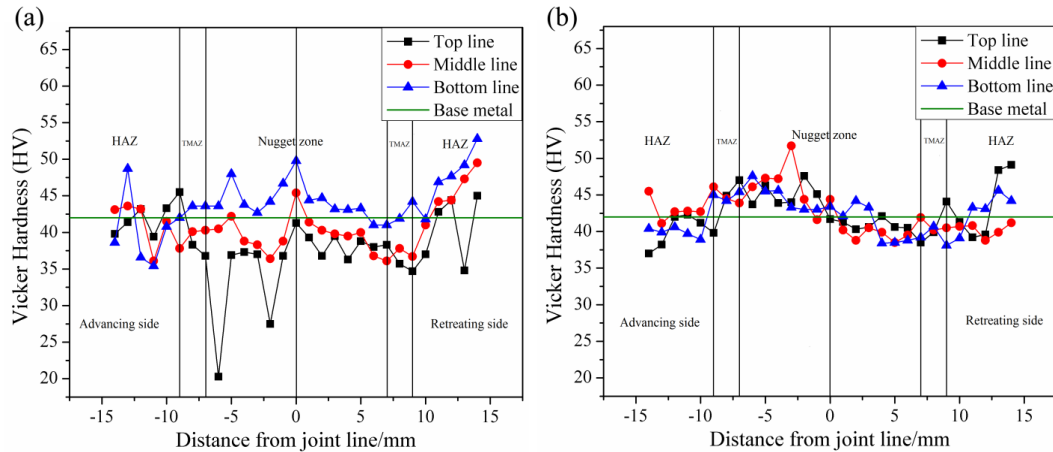 (a)
Vicker Hardness (HV)
65
60
55
50
45
40
35
30
25
20
Top line
Middle line
Bottom line
Base metal
HAZ
TMAZ
Nugget zone
TMAZ
HAZ
Advancing side
Retreating side
-15
-10
-5
0
5
10
15
Distance from joint line/mm
(b)
Vicker Hardness (HV)
65
60
55
50
45
40
35
30
25
20
Top line
Middle line
Bottom line
Base metal
HAZ
TMAZ
Nugget zone
TMAZ
HAZ
Advancing side
Retreating side
-15
-10
-5
0
5
10
15
Distance from joint line/mm